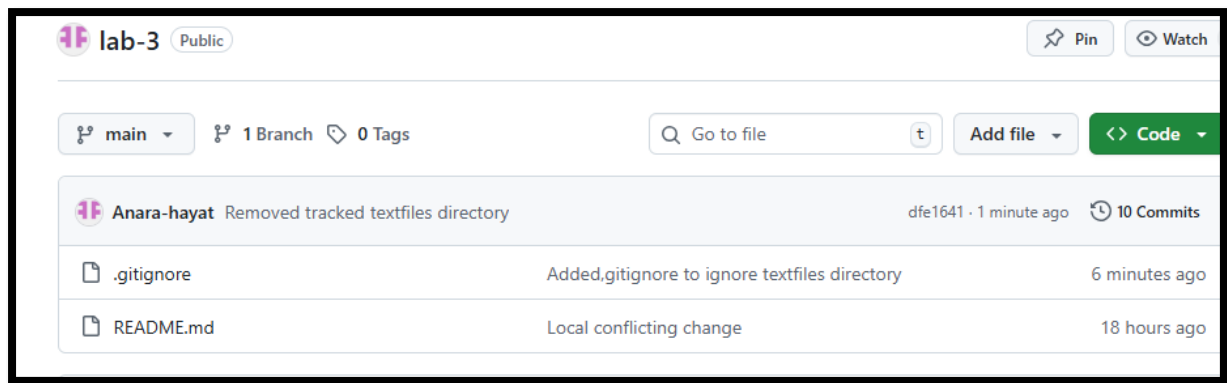 lab-3 Public Pin Watch
main 1 Branch 0 Tags Go to file t Add file <> Code
Anara-hayat Removed tracked textfiles directory dfe1641 · 1 minute ago 10 Commits
.gitignore Added,gitignore to ignore textfiles directory 6 minutes ago
README.md Local conflicting change 18 hours ago